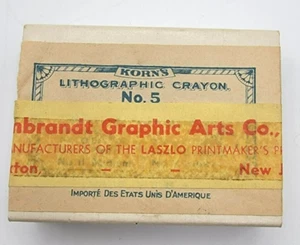 KORN'S
LITHOGRAPHIC CRAYON
No. 5
nbrandt Graphic Arts Co.,
NUFACTURERS OF THE LASZLO PRINTMAKER'S P
ton — — New J
IMPORTÉ DES ETATS UNIS D'AMERIQUE